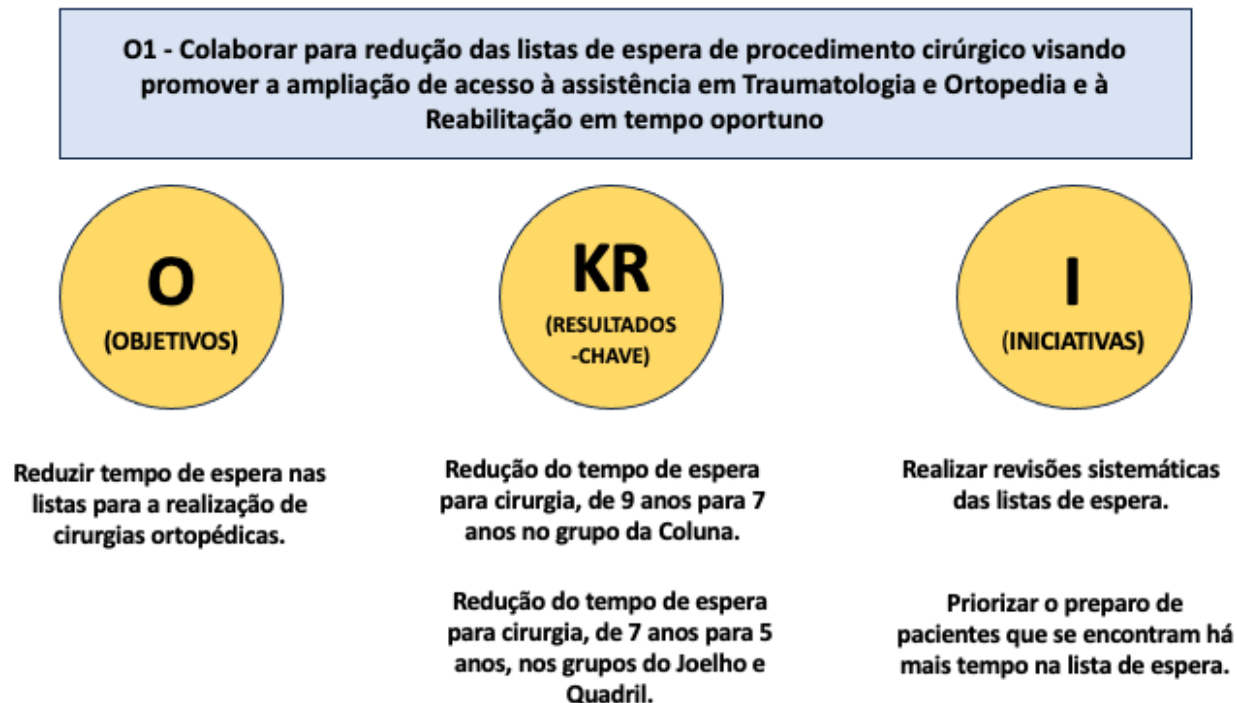 O1 - Colaborar para redução das listas de espera de procedimento cirúrgico visando
promover a ampliação de acesso à assistência em Traumatologia e Ortopedia e à
Reabilitação em tempo oportuno
O
(OBJETIVOS)
Reduzir tempo de espera nas
listas para a realização de
cirurgias ortopédicas.
KR
(RESULTADOS
-CHAVE)
Redução do tempo de espera
para cirurgia, de 9 anos para 7
anos no grupo da Coluna.
Redução do tempo de espera
para cirurgia, de 7 anos para 5
anos, nos grupos do Joelho e
Quadril.
I
(INICIATIVAS)
Realizar revisões sistemáticas
das listas de espera.
Priorizar o preparo de
pacientes que se encontram há
mais tempo na lista de espera.